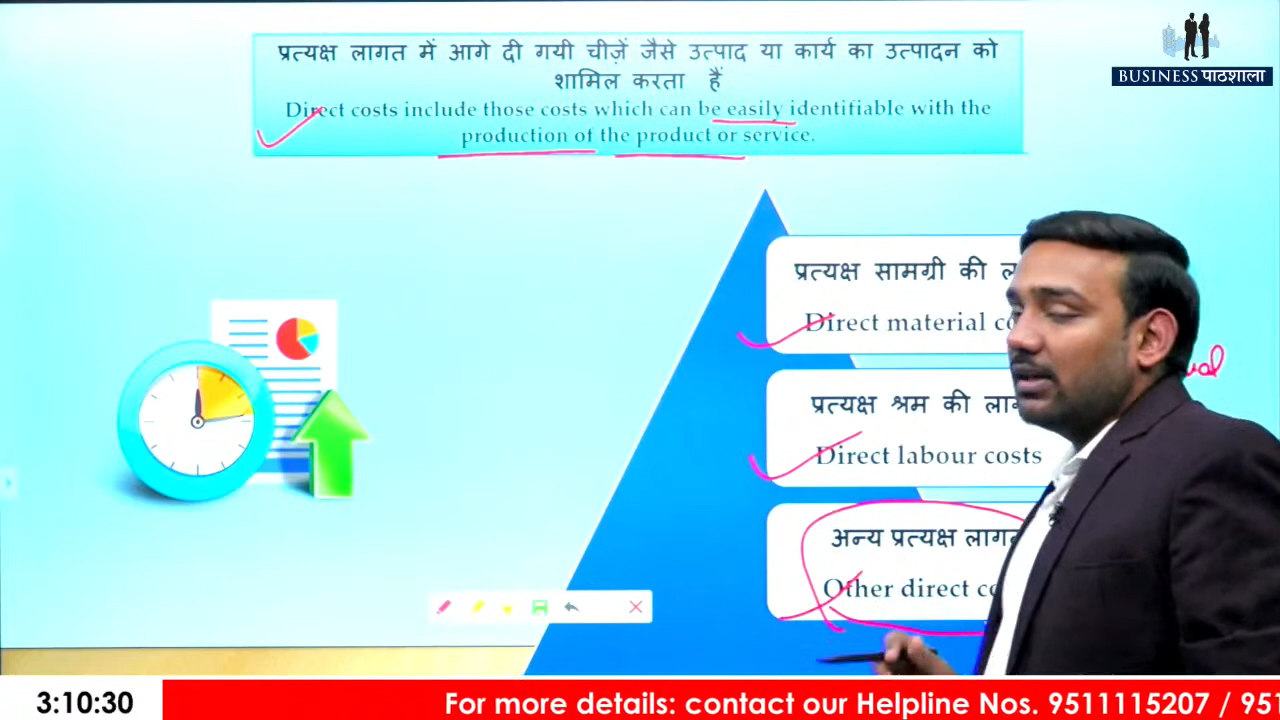 BUSINESS पाठशाला
प्रत्यक्ष लागत में आगे दी गयी चीज़ें जैसे उत्पाद या कार्य का उत्पादन को
शामिल करता हैं
Direct costs include those costs which can be easily identifiable with the
production of the product or service.
प्रत्यक्ष सामग्री की
Direct material
प्रत्यक्ष श्रम की
Direct labour costs
अन्य प्रत्यक्ष
Other direct
3:10:30
For more details: contact our Helpline Nos. 9511115207 / 951